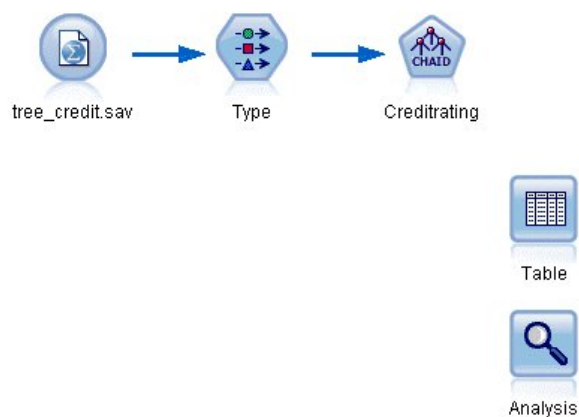 CHAID
tree_credit.sav
Type
Creditrating
Table
Analysis